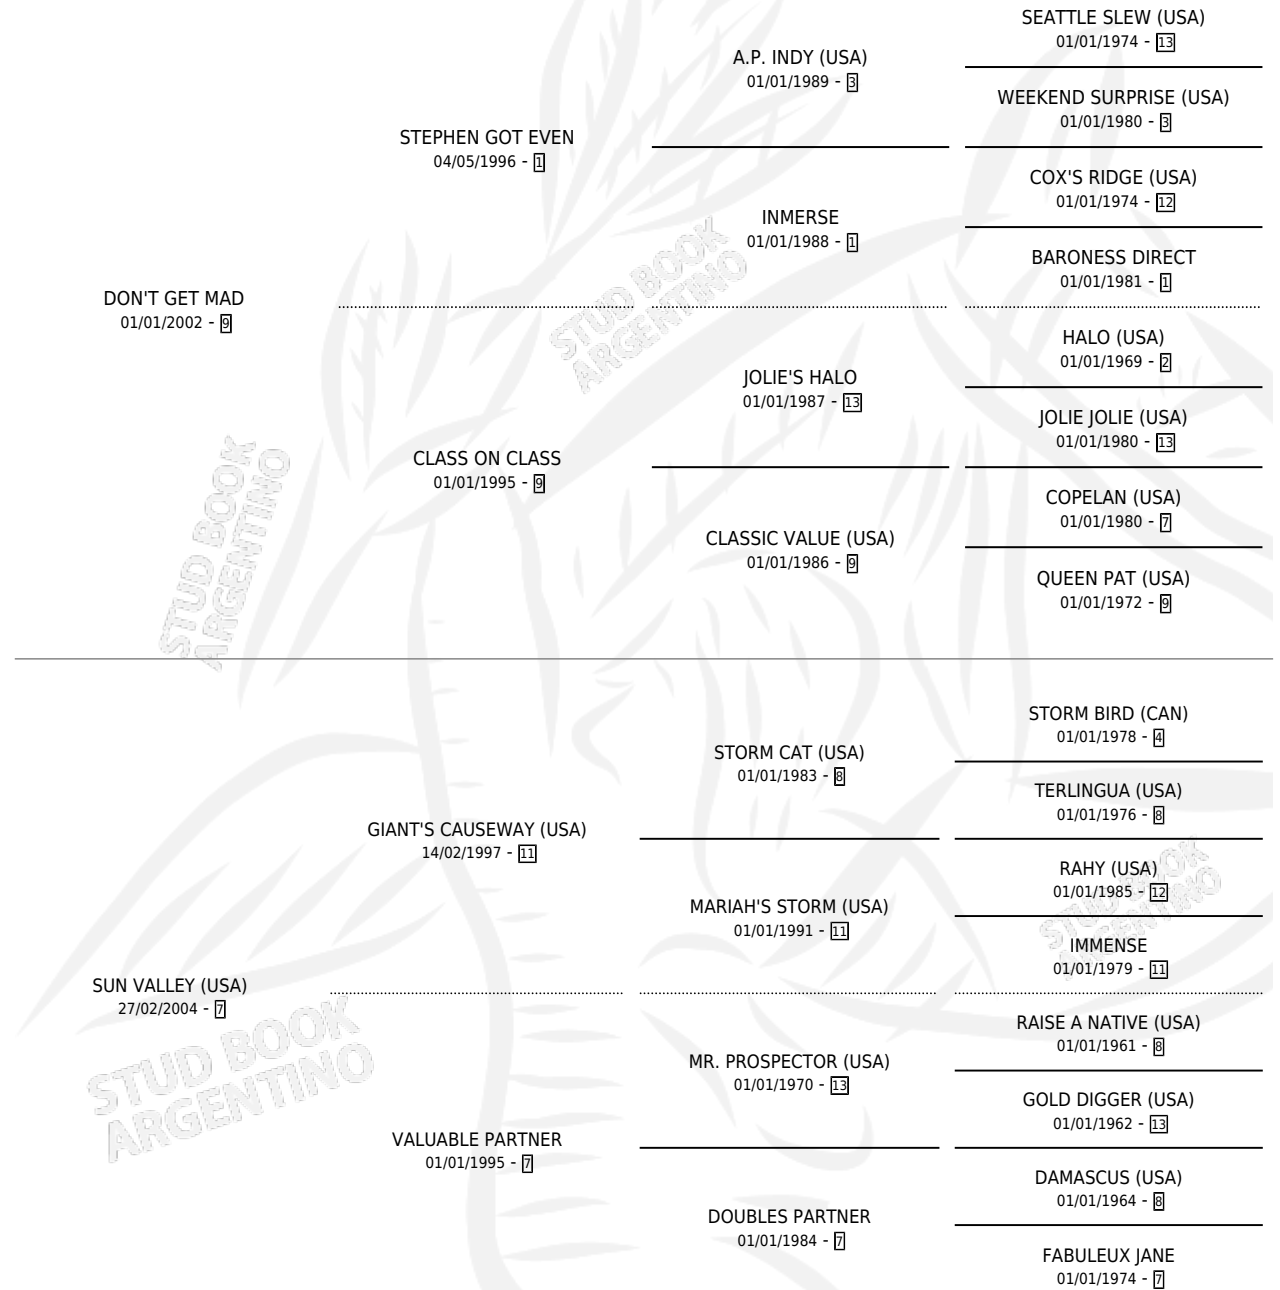 SEATTLE SLEW (USA)
01/01/1974 - 13
A.P. INDY (USA)
01/01/1989 - 3
WEEKEND SURPRISE (USA)
01/01/1980 - 3
STEPHEN GOT EVEN
04/05/1996 - 1
COX'S RIDGE (USA)
01/01/1974 - 12
INMERSE
01/01/1988 - 1
BARONESS DIRECT
01/01/1981 - 1
DON'T GET MAD
01/01/2002 - 9
HALO (USA)
01/01/1969 - 2
JOLIE'S HALO
01/01/1987 - 13
JOLIE JOLIE (USA)
01/01/1980 - 13
CLASS ON CLASS
01/01/1995 - 9
COPELAN (USA)
01/01/1980 - 7
CLASSIC VALUE (USA)
01/01/1986 - 9
QUEEN PAT (USA)
01/01/1972 - 9
STORM BIRD (CAN)
01/01/1978 - 4
STORM CAT (USA)
01/01/1983 - 8
TERLINGUA (USA)
01/01/1976 - 8
GIANT'S CAUSEWAY (USA)
14/02/1997 - 11
RAHY (USA)
01/01/1985 - 12
MARIAH'S STORM (USA)
01/01/1991 - 11
IMMENSE
01/01/1979 - 11
SUN VALLEY (USA)
27/02/2004 - 7
RAISE A NATIVE (USA)
01/01/1961 - 8
MR. PROSPECTOR (USA)
01/01/1970 - 13
GOLD DIGGER (USA)
01/01/1962 - 13
VALUABLE PARTNER
01/01/1995 - 7
DAMASCUS (USA)
01/01/1964 - 8
DOUBLES PARTNER
01/01/1984 - 7
FABULEUX JANE
01/01/1974 - 7
STUD BOOK
ARGENTINO
STUD BOOK
ARGENTINO
STUD BOOK
ARGENTINO
STUD BOOK
ARGENTINO